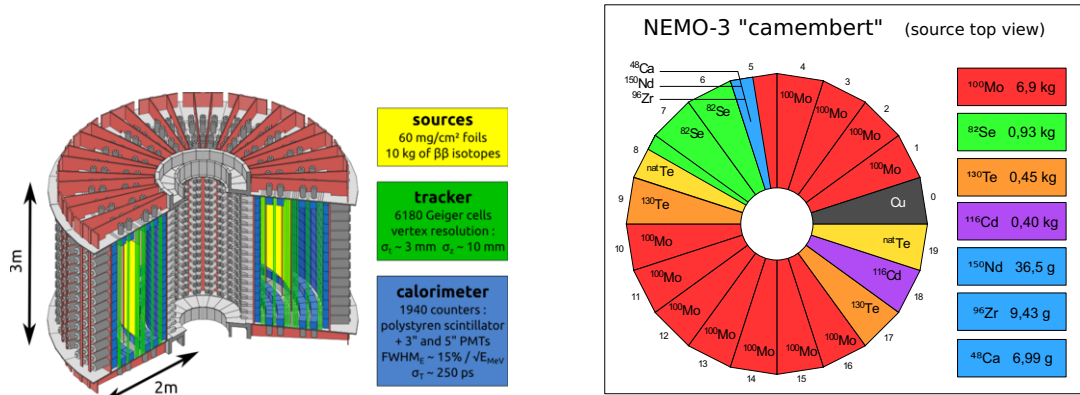 3m
2m
sources
60 mg/cm² foils
10 kg of ββ isotopes
tracker
6180 Geiger cells
vertex resolution :
σₜ ~ 3 mm σ𝓏 ~ 10 mm
calorimeter
1940 counters :
polystyren scintillator
+ 3" and 5" PMTs
FWHM_E ~ 15% / √E_MeV
σ_T ~ 250 ps
NEMO-3 "camembert" (source top view)
⁴⁸Ca
¹⁵⁰Nd
⁹⁶Zr
5
4
3
2
1
0
19
18
17
16
15
14
13
12
11
10
9
8
7
6
¹⁰⁰Mo
¹⁰⁰Mo
¹⁰⁰Mo
¹⁰⁰Mo
Cu
ⁿᵃᵗTe
¹¹⁶Cd
¹³⁰Te
¹⁰⁰Mo
¹⁰⁰Mo
¹⁰⁰Mo
¹⁰⁰Mo
¹⁰⁰Mo
¹⁰⁰Mo
¹⁰⁰Mo
¹³⁰Te
ⁿᵃᵗTe
⁸²Se
⁸²Se
¹⁰⁰Mo 6,9 kg
⁸²Se 0,93 kg
¹³⁰Te 0,45 kg
¹¹⁶Cd 0,40 kg
¹⁵⁰Nd 36,5 g
⁹⁶Zr 9,43 g
⁴⁸Ca 6,99 g